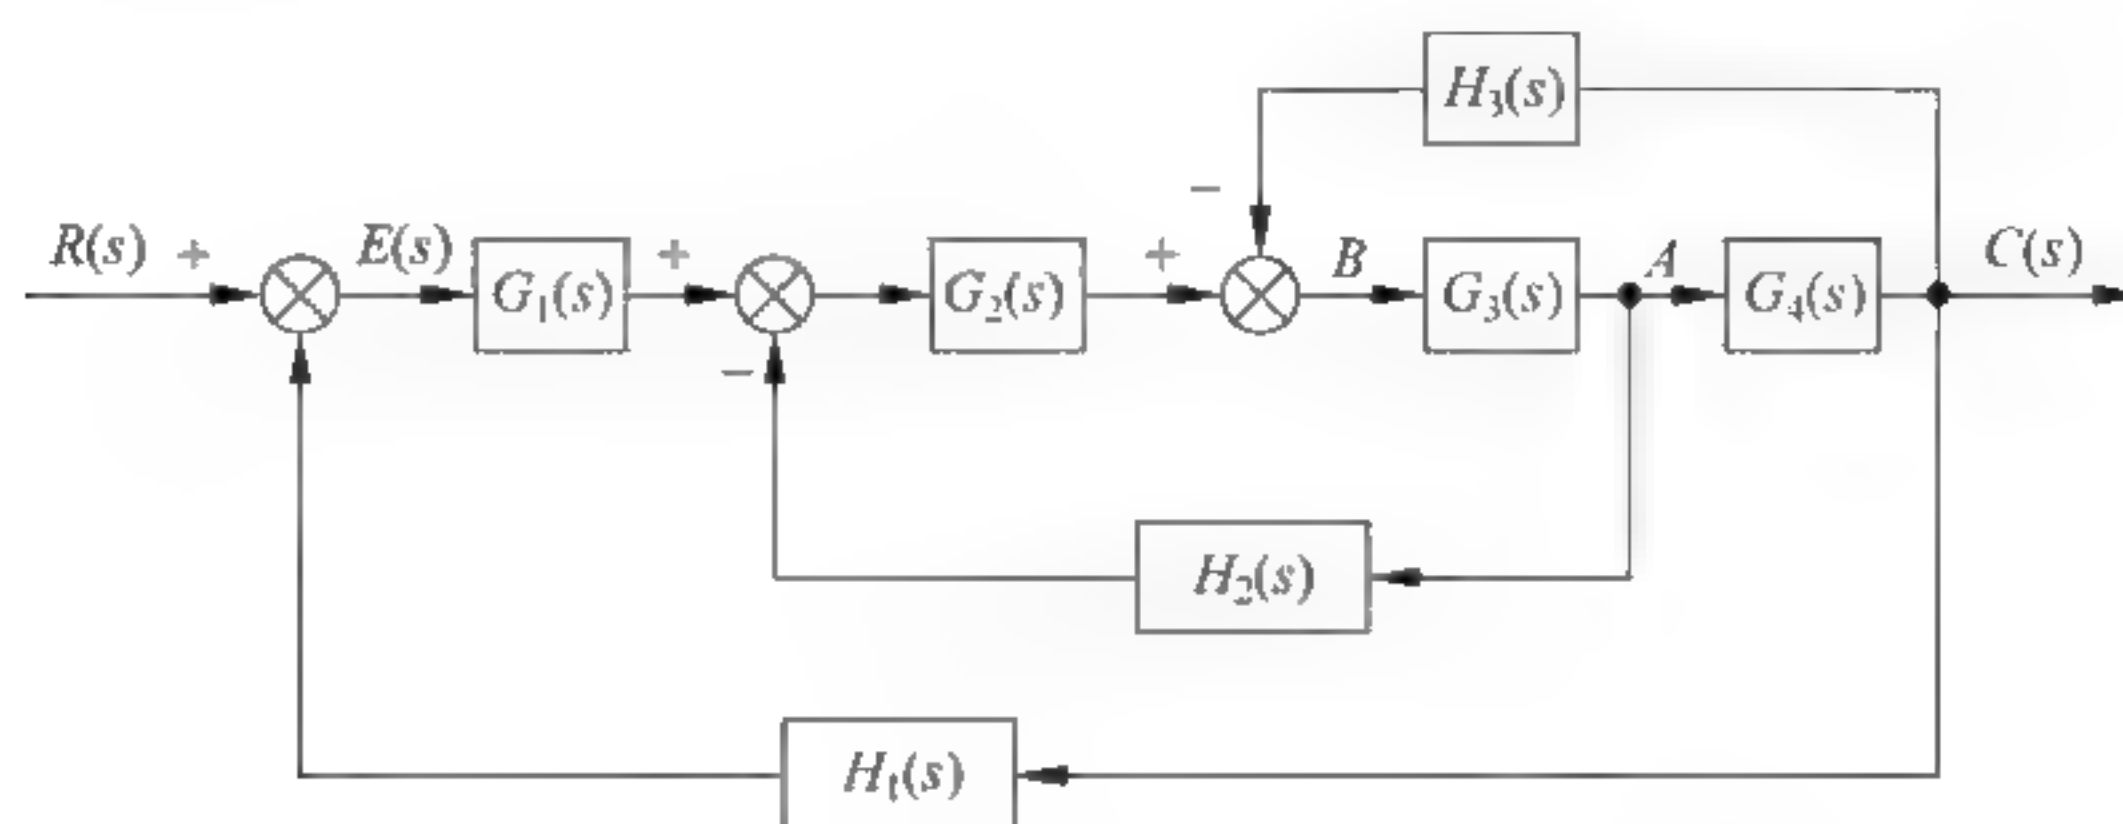 H₃(s)
−
R(s) + E(s) G₁(s) + G₂(s) + B G₃(s) A G₄(s) C(s)
−
H₂(s)
H₁(s)